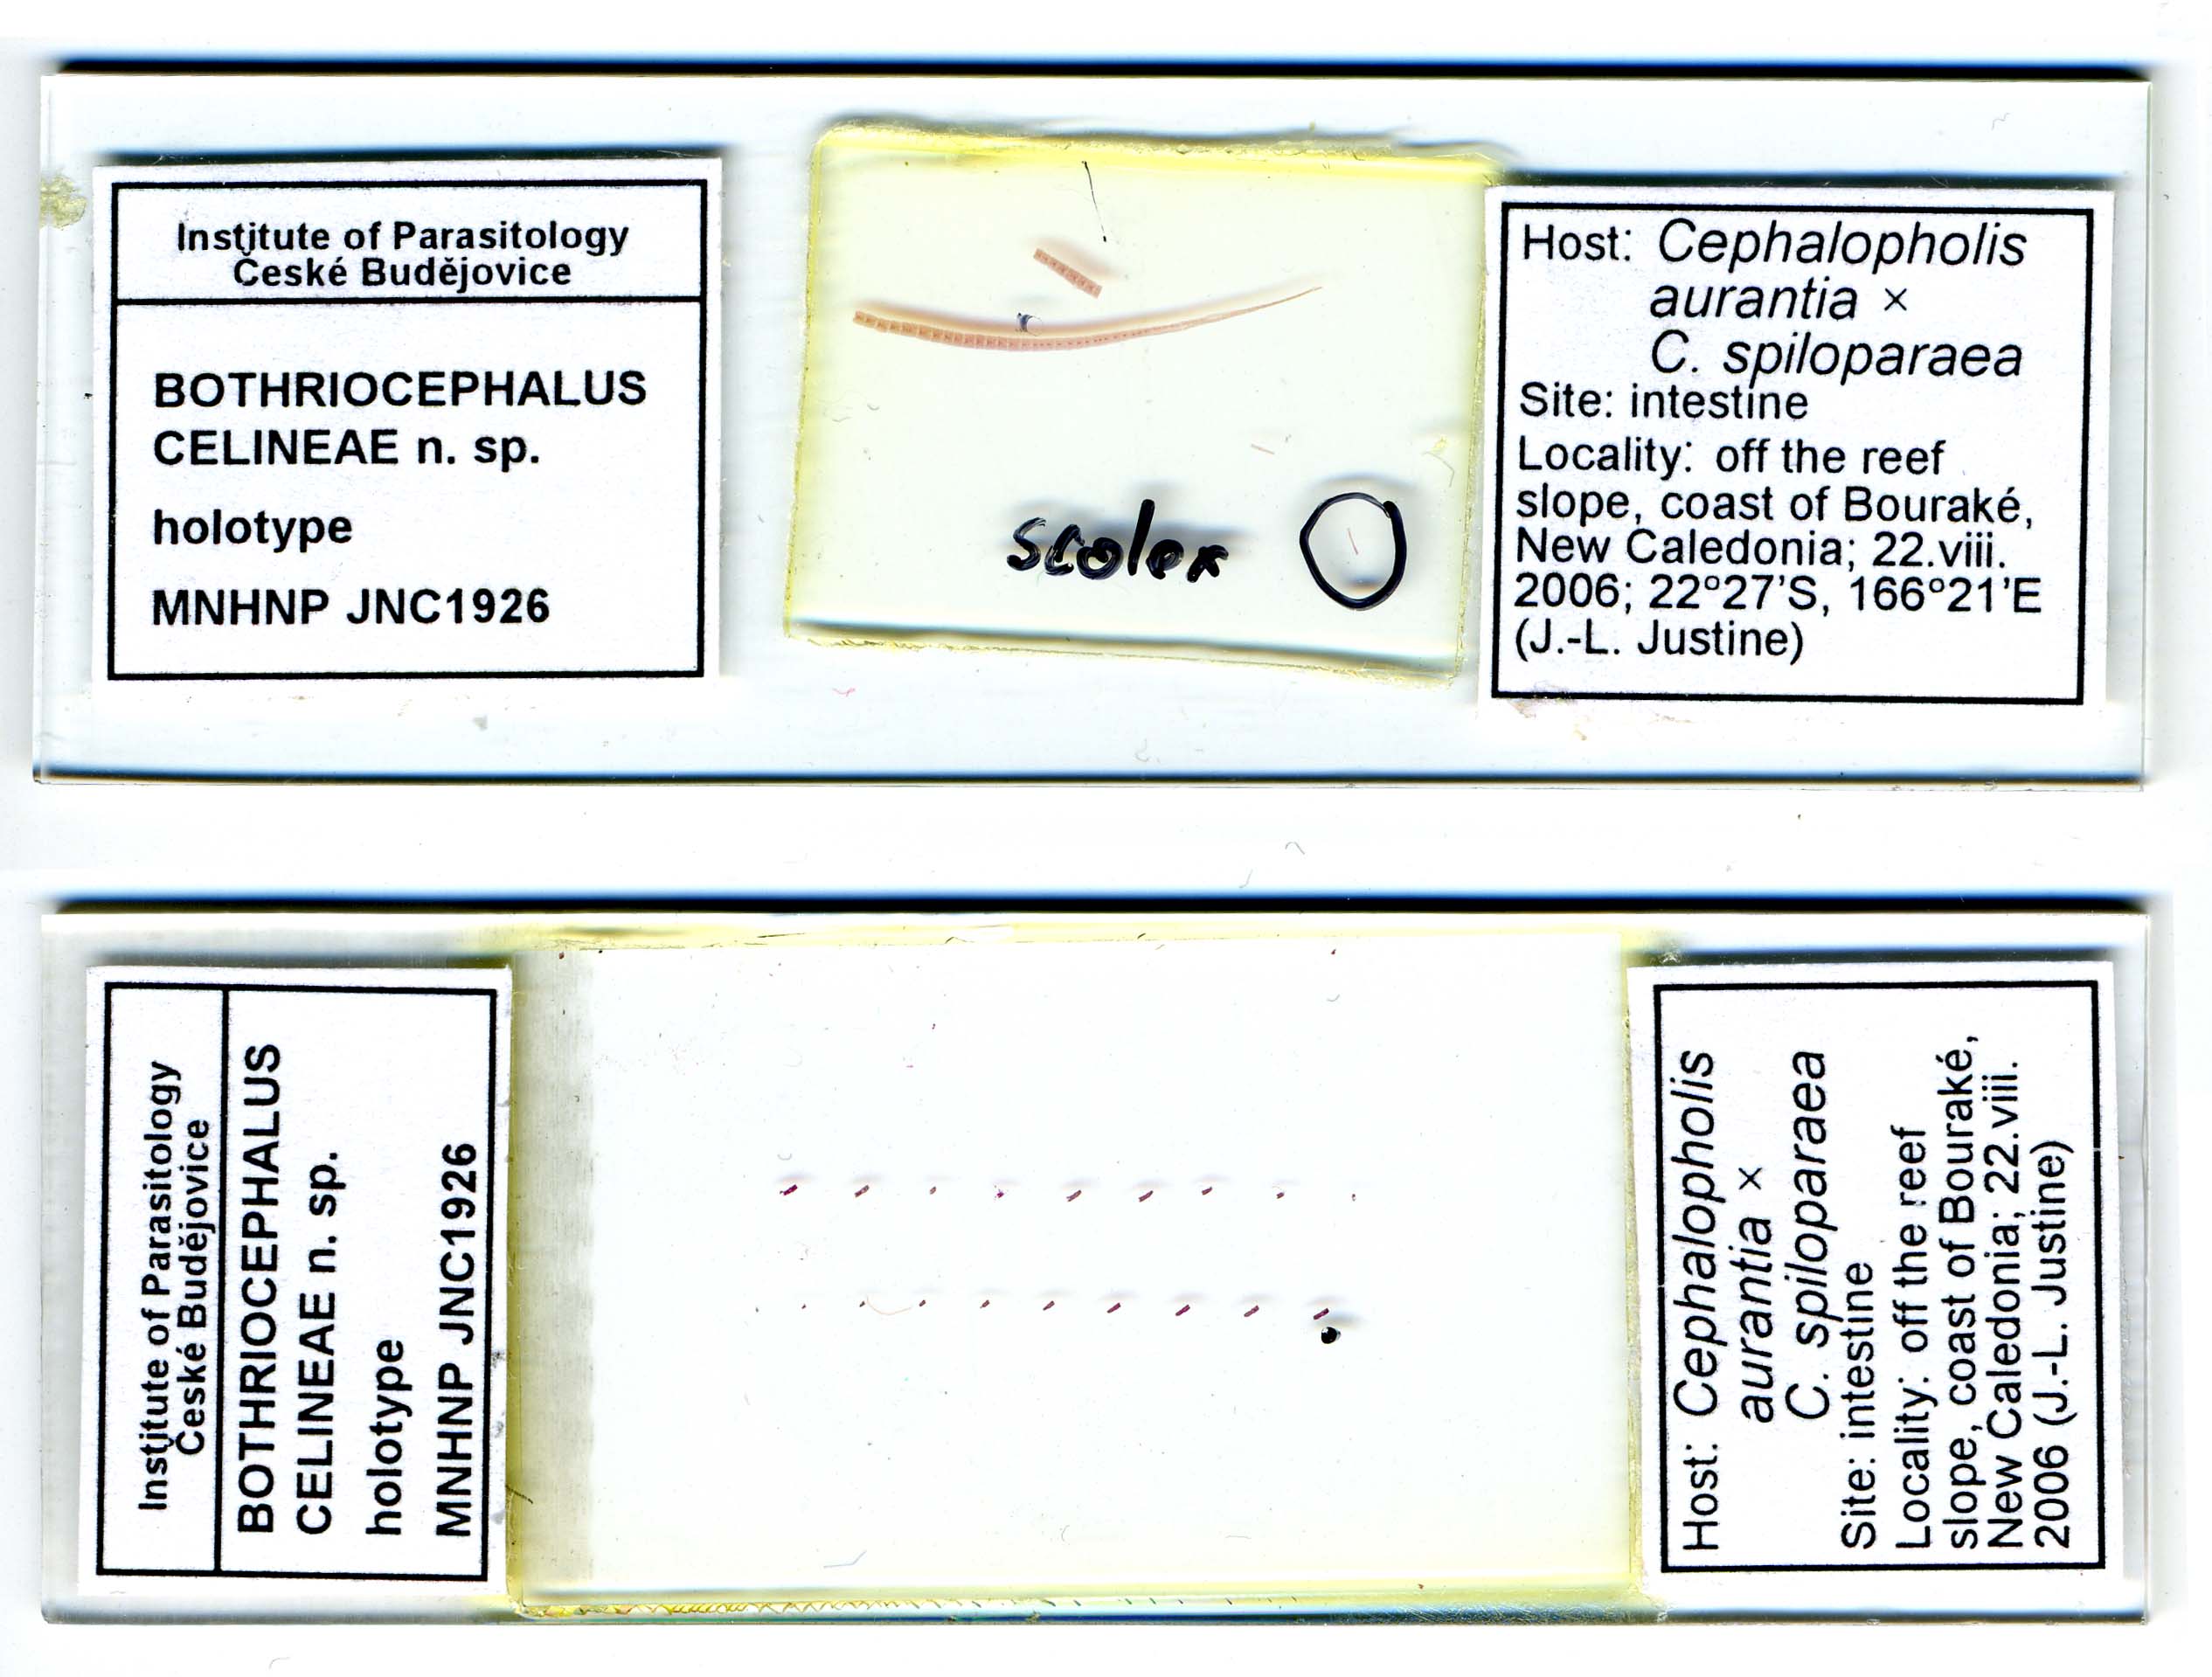 Institute of Parasitology
České Budějovice
BOTHRIOCEPHALUS
CELINEAE n. sp.
holotype
MNHNP JNC1926
scolex
Host: Cephalopholis
aurantia ×
C. spiloparaea
Site: intestine
Locality: off the reef
slope, coast of Bouraké,
New Caledonia; 22.viii.
2006; 22°27'S, 166°21'E
(J.-L. Justine)
Institute of Parasitology
České Budějovice
BOTHRIOCEPHALUS
CELINEAE n. sp.
holotype
MNHNP JNC1926
Host: Cephalopholis
aurantia ×
C. spiloparaea
Site: intestine
Locality: off the reef
slope, coast of Bouraké,
New Caledonia; 22.viii.
2006 (J.-L. Justine)